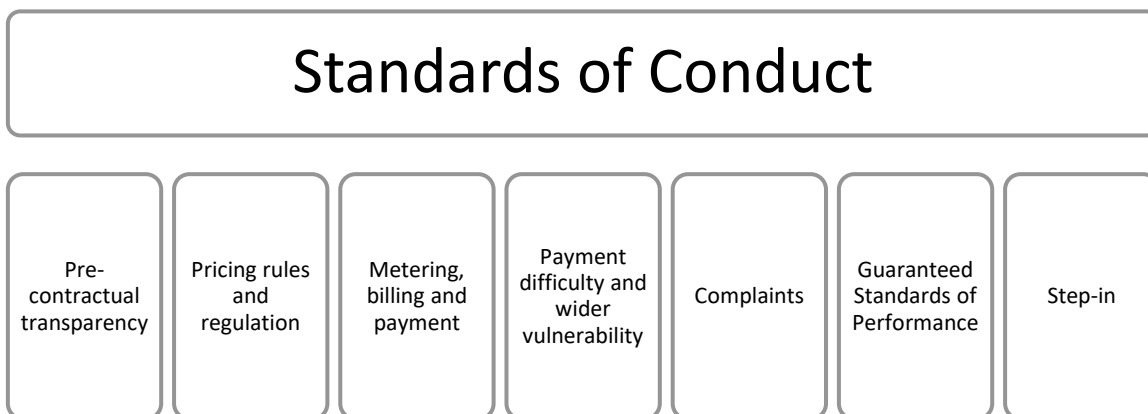 Standards of Conduct
Pre-
contractual
transparency
Pricing rules
and
regulation
Metering,
billing and
payment
Payment
difficulty and
wider
vulnerability
Complaints
Guaranteed
Standards of
Performance
Step-in